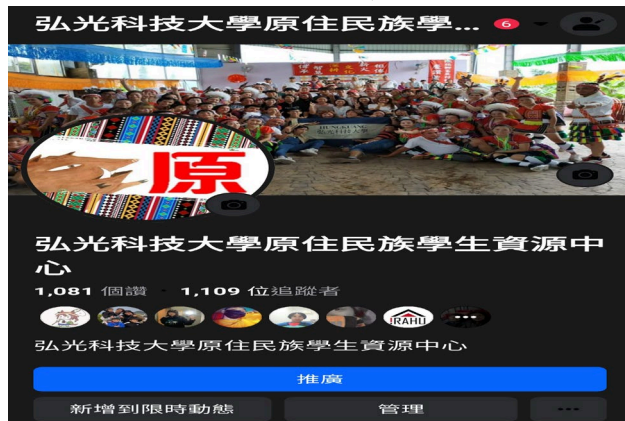 弘光科技大學原住民族學... 6
HUNGKUANG
原
弘光科技大學原住民族學生資源中
心
1,081 個讚 · 1,109 位追蹤者
RAHU
弘光科技大學原住民族學生資源中心
推廣
新增到限時動態
管理